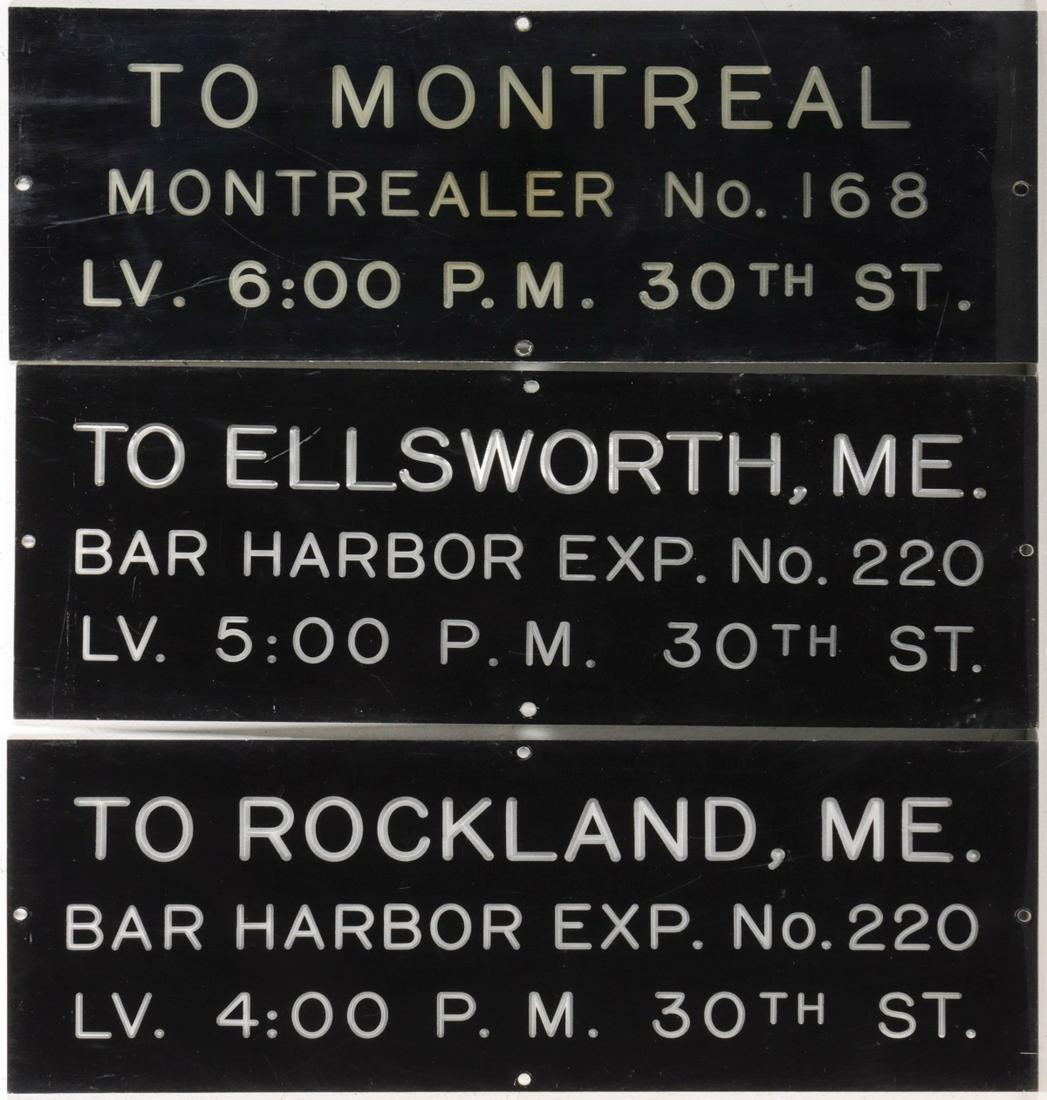 TO MONTREAL
MONTREALER No. 168
LV. 6:00 P.M. 30TH ST.
TO ELLSWORTH, ME.
BAR HARBOR EXP. No. 220
LV. 5:00 P.M. 30TH ST.
TO ROCKLAND, ME.
BAR HARBOR EXP. No. 220
LV. 4:00 P. M. 30TH ST.